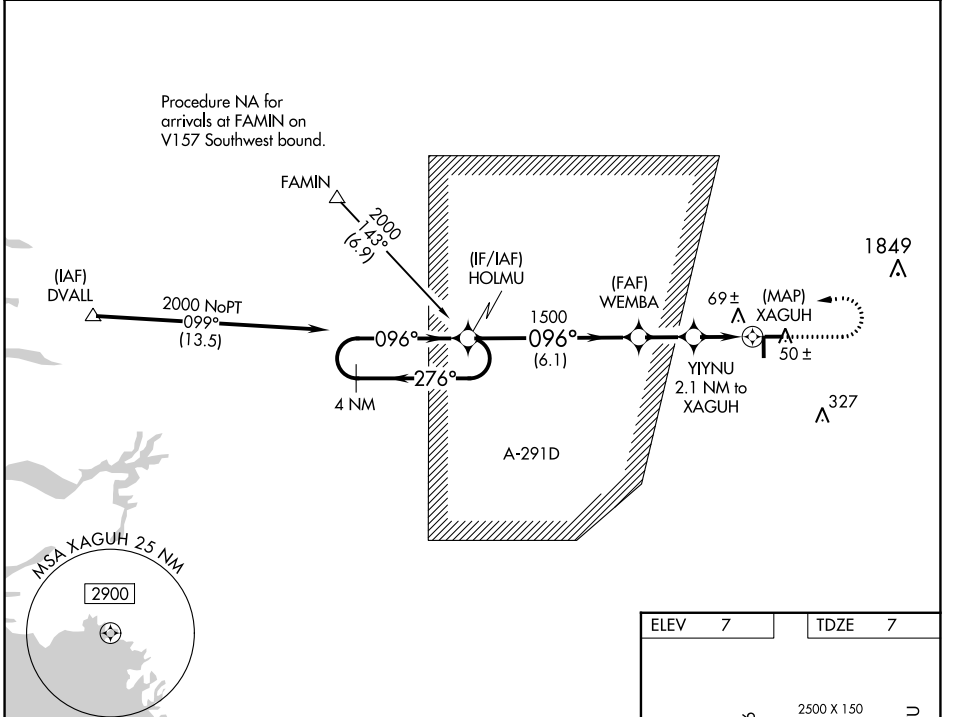 Procedure NA for
arrivals at FAMIN on
V157 Southwest bound.
FAMIN
2000
143°
(6.9)
(IAF)
DVALL
2000 NoPT
099°
(13.5)
(IF/IAF)
HOLMU
096°
276°
4 NM
1500
096°
(6.1)
(FAF)
WEMBA
69±
(MAP)
XAGUH
1849
50±
YIYNU
2.1 NM to
XAGUH
327
A-291D
MSA XAGUH 25 NM
2900
ELEV 7
TDZE 7
2500 X 150